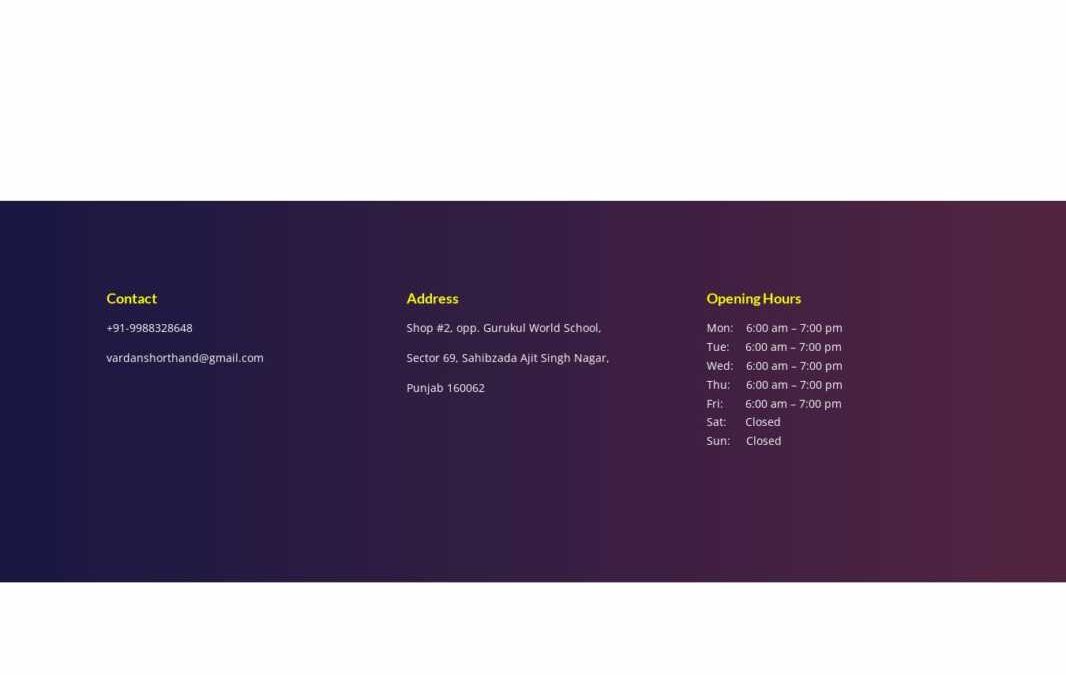 Contact
+91-9988328648
vardanshorthand@gmail.com
Address
Shop #2, opp. Gurukul World School,
Sector 69, Sahibzada Ajit Singh Nagar,
Punjab 160062
Opening Hours
Mon: 6:00 am – 7:00 pm
Tue: 6:00 am – 7:00 pm
Wed: 6:00 am – 7:00 pm
Thu: 6:00 am – 7:00 pm
Fri: 6:00 am – 7:00 pm
Sat: Closed
Sun: Closed